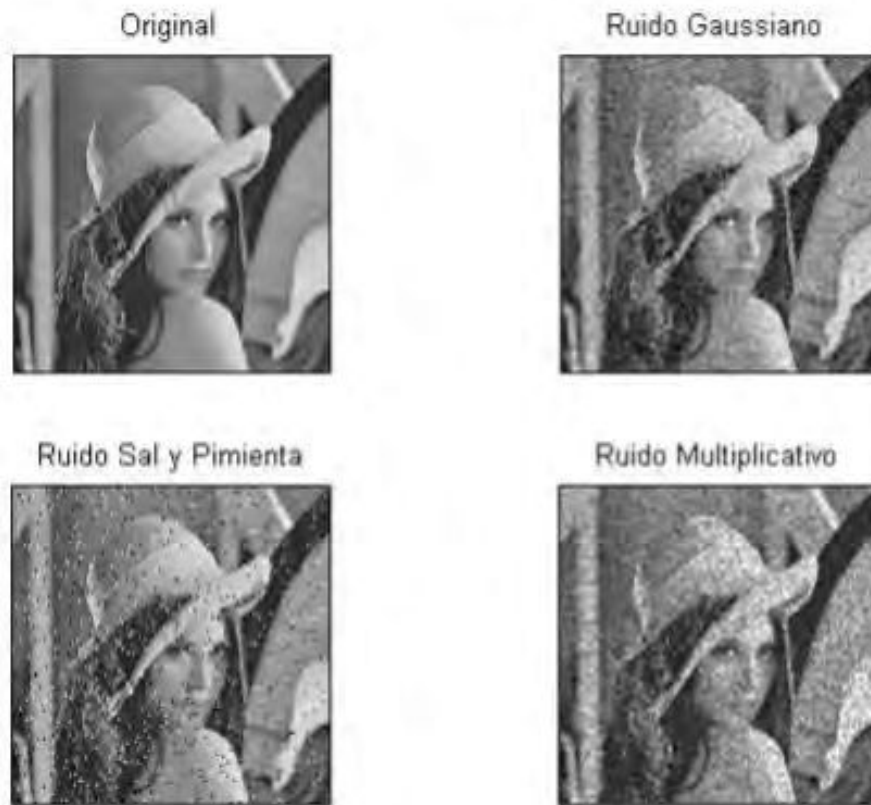 Original
Ruido Gaussiano
Ruido Sal y Pimienta
Ruido Multiplicativo